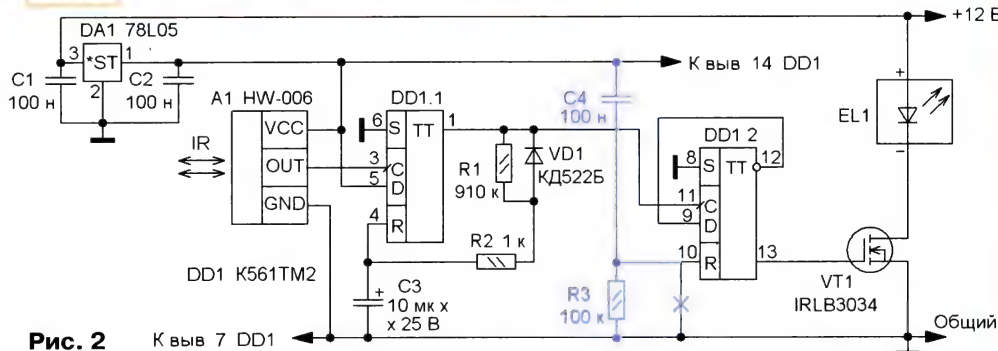 +12 В
DA1 78L05
3
*ST
1
2
C1
100 н
C2
100 н
К выв 14 DD1
A1 HW-006
IR
VCC
OUT
GND
DD1.1
6
S
TT
1
3
C
5
D
4
R
R1
910 к
VD1
КД522Б
R2 1 к
C3
+
10 мк х
х 25 В
DD1 К561ТМ2
C4
100 н
R3
100 к
DD1 2
8
S
TT
12
11
C
9
D
10
R
13
EL1
+
−
VT1
IRLB3034
Общий
Рис. 2
К выв 7 DD1